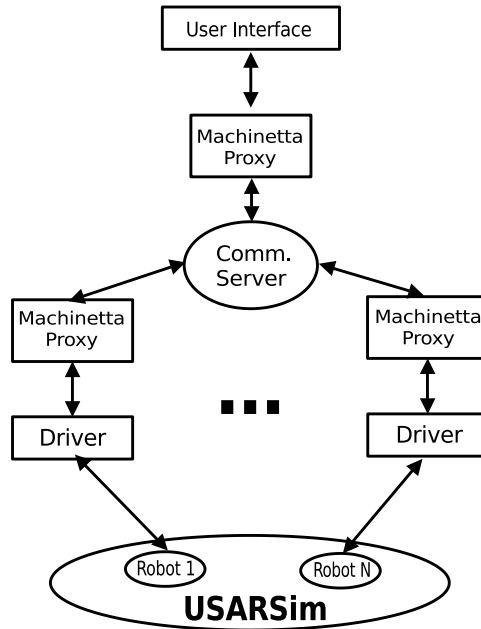 User Interface
Machinetta
Proxy
Comm.
Server
Machinetta
Proxy
Machinetta
Proxy
Driver
Driver
Robot 1
Robot N
USARSim